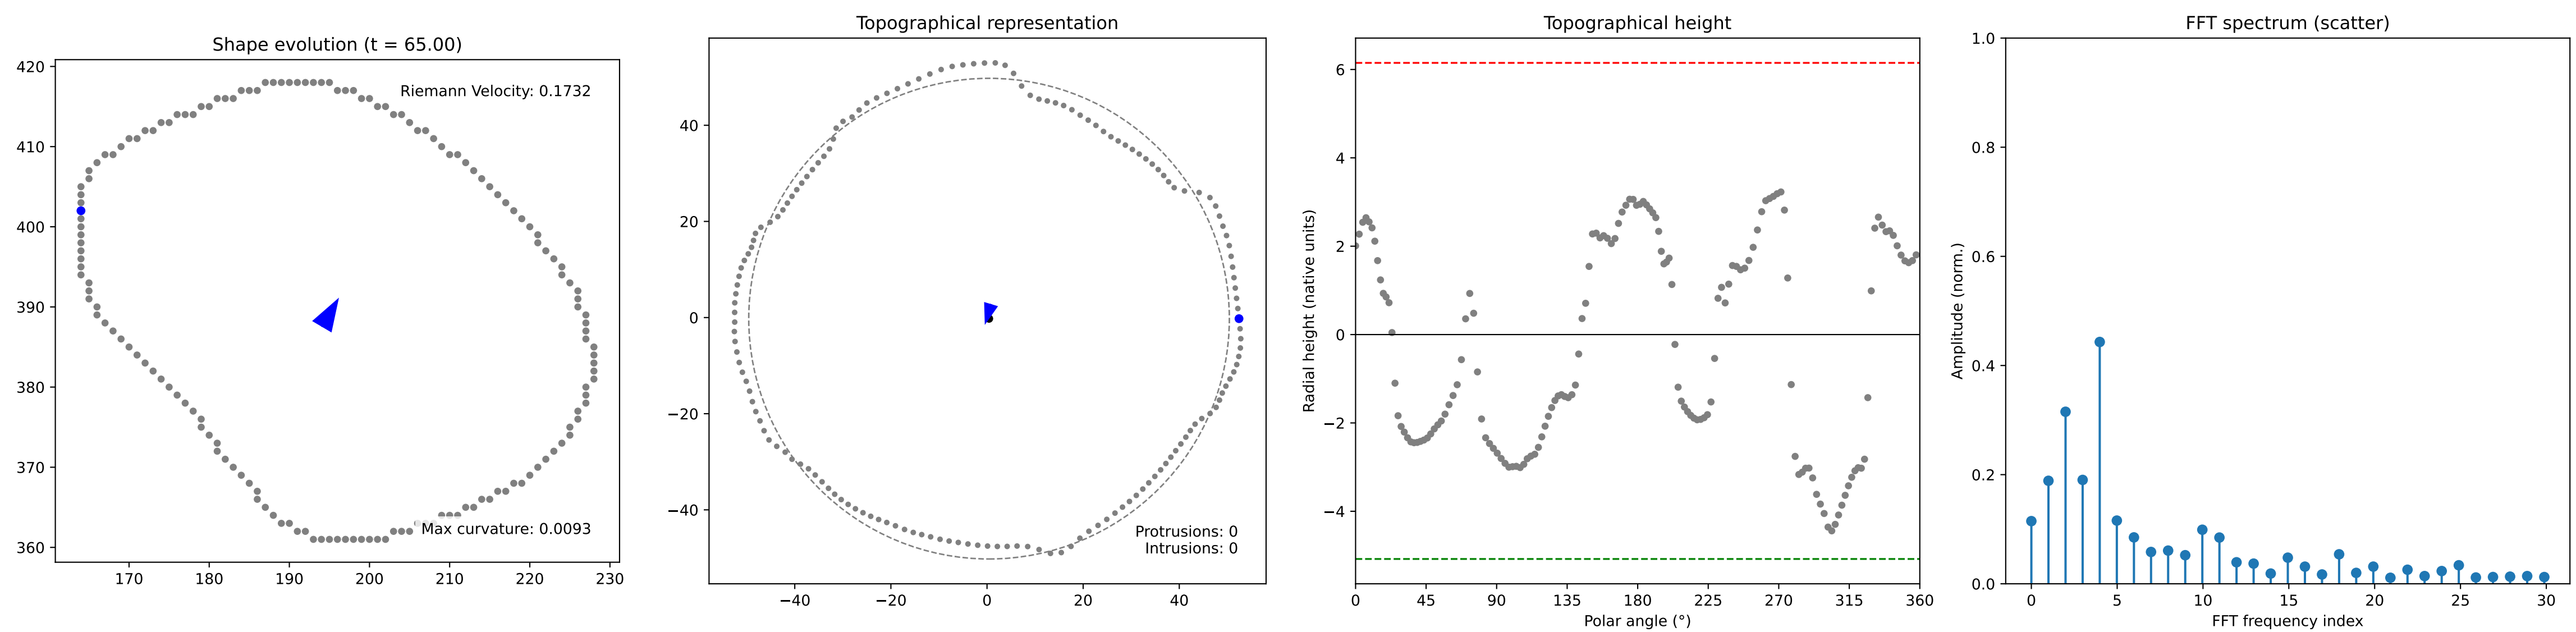 Shape evolution (t = 65.00)
Riemann Velocity: 0.1732
Max curvature: 0.0093
420
410
400
390
380
370
360
170 180 190 200 210 220 230
Topographical representation
40
20
0
−20
−40
−40 −20 0 20 40
Protrusions: 0
Intrusions: 0
Topographical height
Radial height (native units)
6
4
2
0
−2
−4
0 45 90 135 180 225 270 315 360
Polar angle (°)
FFT spectrum (scatter)
Amplitude (norm.)
1.0
0.8
0.6
0.4
0.2
0.0
0 5 10 15 20 25 30
FFT frequency index